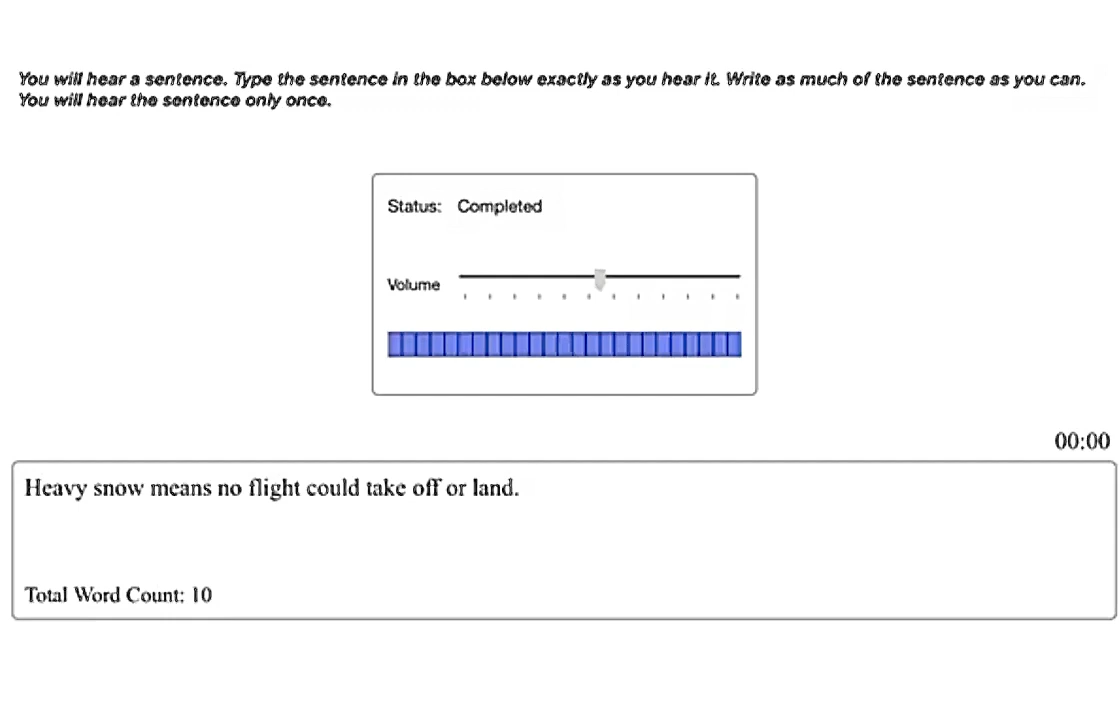 You will hear a sentence. Type the sentence in the box below exactly as you hear it. Write as much of the sentence as you can.
You will hear the sentence only once.
Status: Completed
Volume
00:00
Heavy snow means no flight could take off or land.
Total Word Count: 10